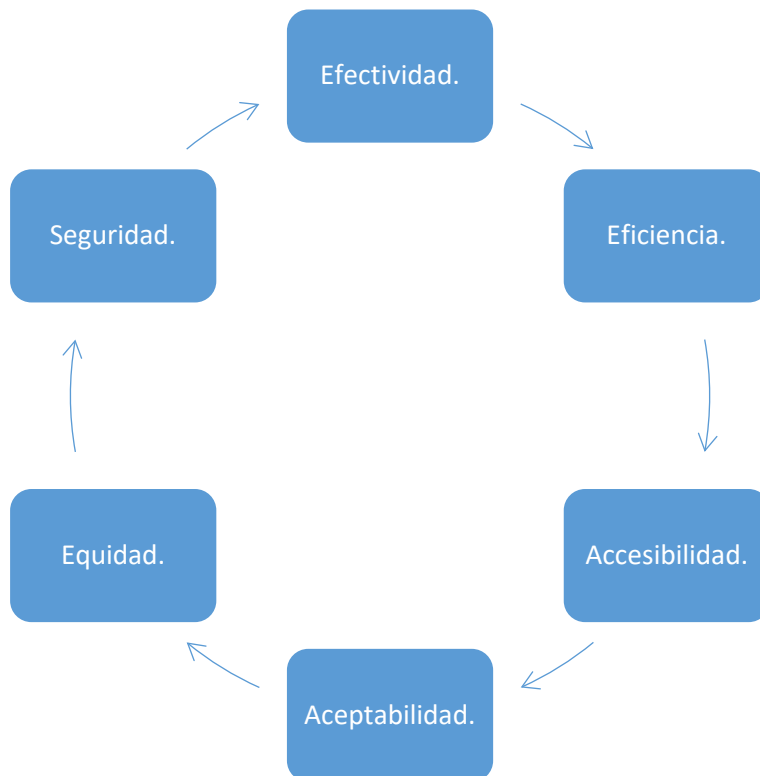 Efectividad.
Eficiencia.
Accesibilidad.
Aceptabilidad.
Equidad.
Seguridad.